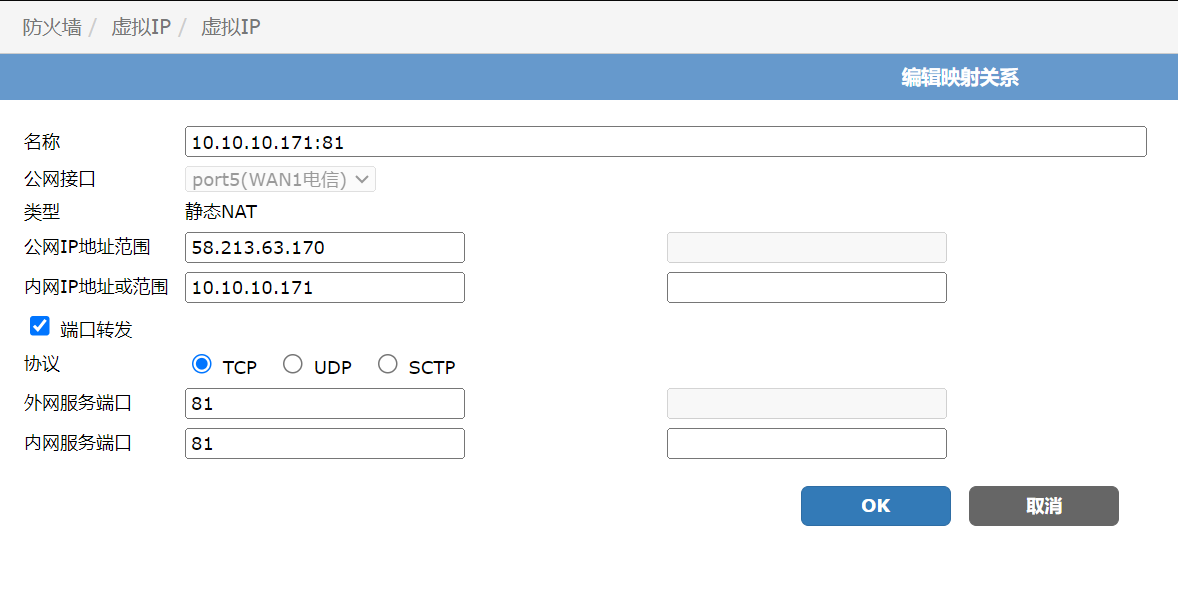 防火墙 / 虚拟IP / 虚拟IP
编辑映射关系
名称 10.10.10.171:81
公网接口 port5(WAN1电信)
类型 静态NAT
公网IP地址范围 58.213.63.170
内网IP地址或范围 10.10.10.171
端口转发
协议 TCP UDP SCTP
外网服务端口 81
内网服务端口 81
OK 取消